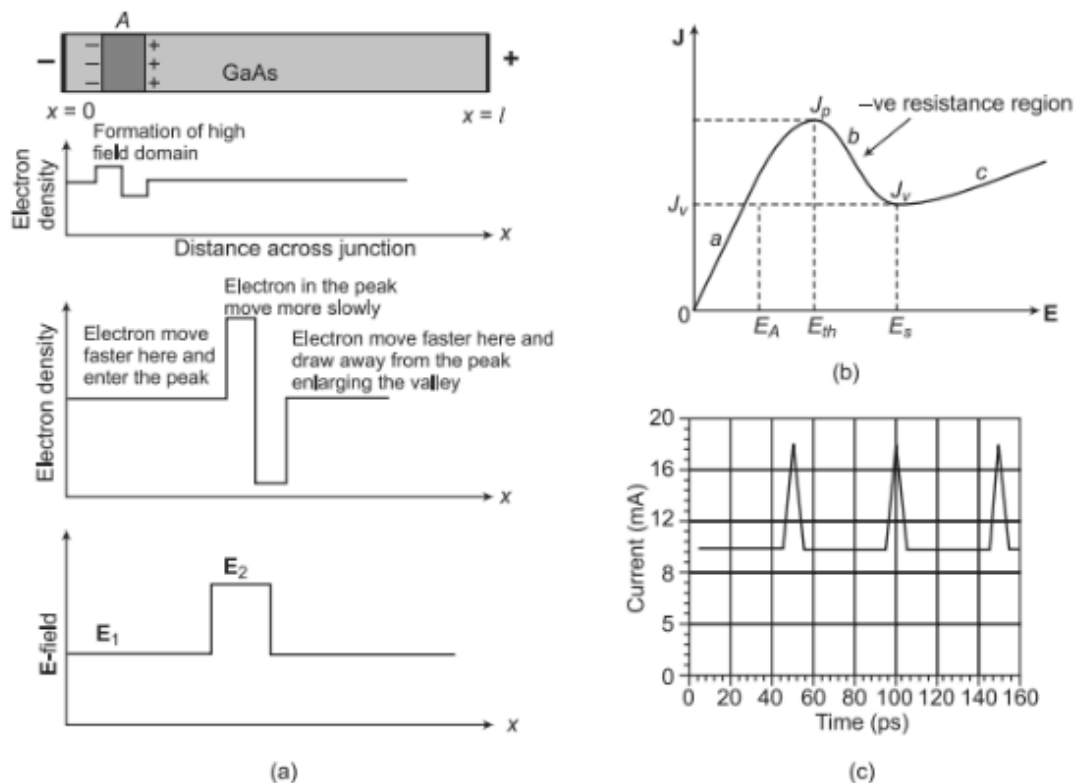 A
– – + +
– +
– +
GaAs
x = 0
x = l
Formation of high
field domain
Electron
density
x
Distance across junction
Electron in the peak
move more slowly
Electron move
faster here and
enter the peak
Electron move faster here and
draw away from the peak
enlarging the valley
Electron density
x
E2
E1
E-field
x
(a)
J
Jp
–ve resistance region
b
c
Jv
Jv
a
0
EA
Eth
Es
E
(b)
20
16
12
8
5
0
Current (mA)
0 20 40 60 80 100 120 140 160
Time (ps)
(c)